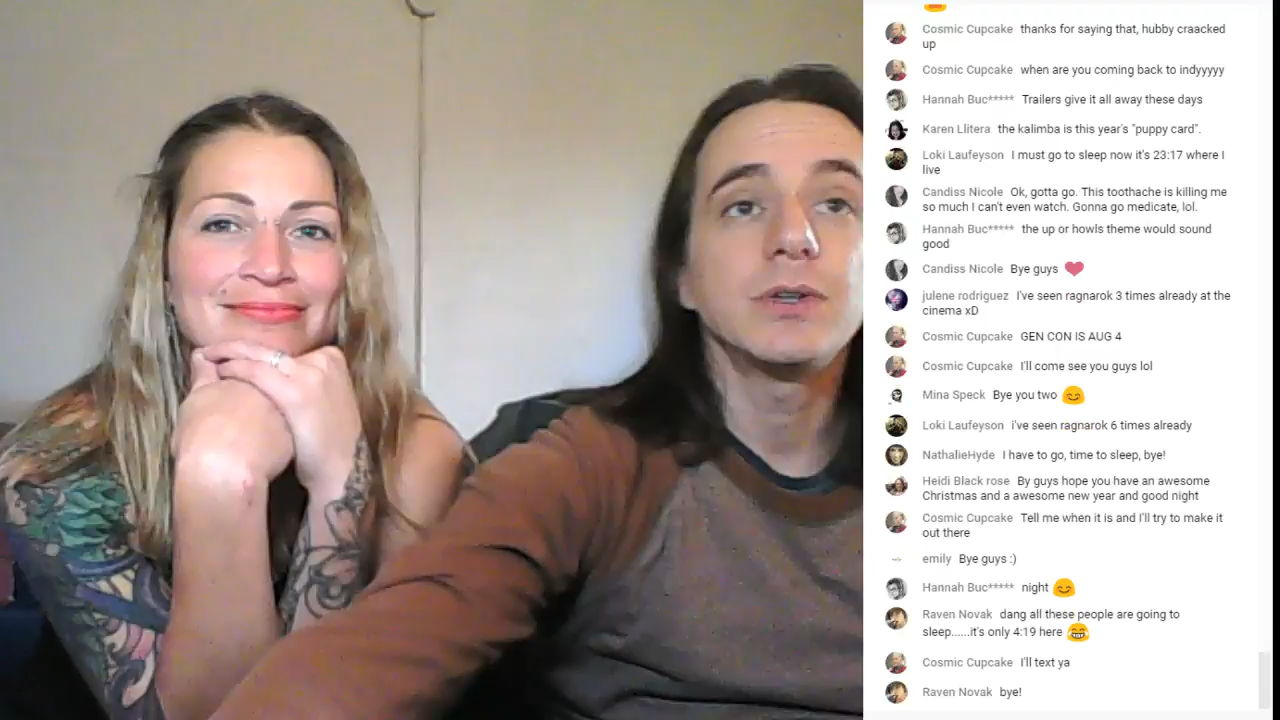 Cosmic Cupcake thanks for saying that, hubby craacked
up
Cosmic Cupcake when are you coming back to indyyyyy
Hannah Buc***** Trailers give it all away these days
Karen Llitera the kalimba is this year's "puppy card".
Loki Laufeyson I must go to sleep now it's 23:17 where I
live
Candiss Nicole Ok, gotta go. This toothache is killing me
so much I can't even watch. Gonna go medicate, lol.
Hannah Buc***** the up or howls theme would sound
good
Candiss Nicole Bye guys
julene rodriguez I've seen ragnarok 3 times already at the
cinema xD
Cosmic Cupcake GEN CON IS AUG 4
Cosmic Cupcake I'll come see you guys lol
Mina Speck Bye you two
Loki Laufeyson i've seen ragnarok 6 times already
NathalieHyde I have to go, time to sleep, bye!
Heidi Black rose By guys hope you have an awesome
Christmas and a awesome new year and good night
Cosmic Cupcake Tell me when it is and I'll try to make it
out there
emily Bye guys :)
Hannah Buc***** night
Raven Novak dang all these people are going to
sleep......it's only 4:19 here
Cosmic Cupcake I'll text ya
Raven Novak bye!